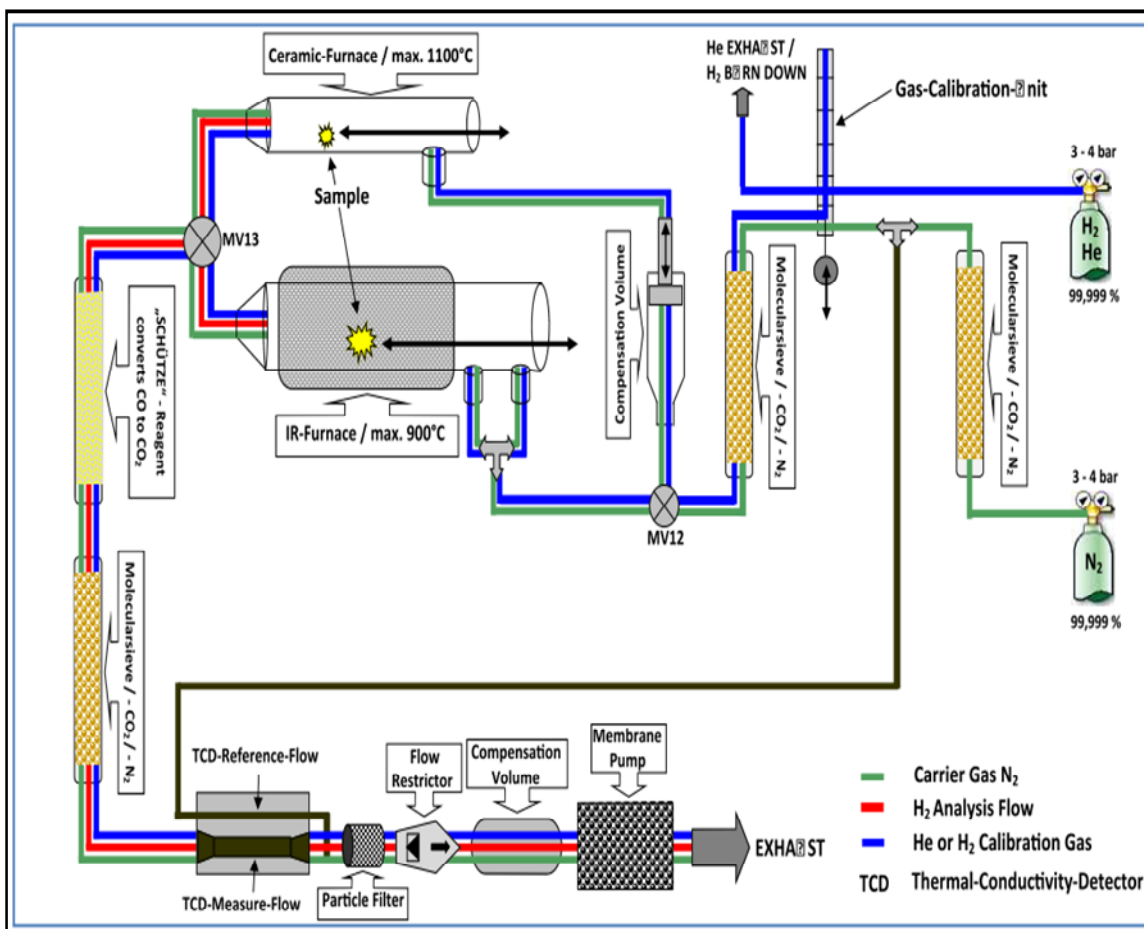 Ceramic-Furnace / max. 1100°C
He EXHA�ST /
H₂ B�RN DOWN
Gas-Calibration-�nit
3 - 4 bar
H₂
He
99,999 %
Sample
MV13
Compensation Volume
Molecularsieve / - CO₂ / - N₂
Molecularsieve / - CO₂ / - N₂
„SCHÜTZE“ - Reagent
converts CO to CO₂
IR-Furnace / max. 900°C
MV12
3 - 4 bar
N₂
99,999 %
Molecularsieve / - CO₂ / - N₂
TCD-Reference-Flow
Flow
Restrictor
Compensation
Volume
Membrane
Pump
TCD-Measure-Flow
Particle Filter
EXHA�ST
Carrier Gas N₂
H₂ Analysis Flow
He or H₂ Calibration Gas
TCD Thermal-Conductivity-Detector